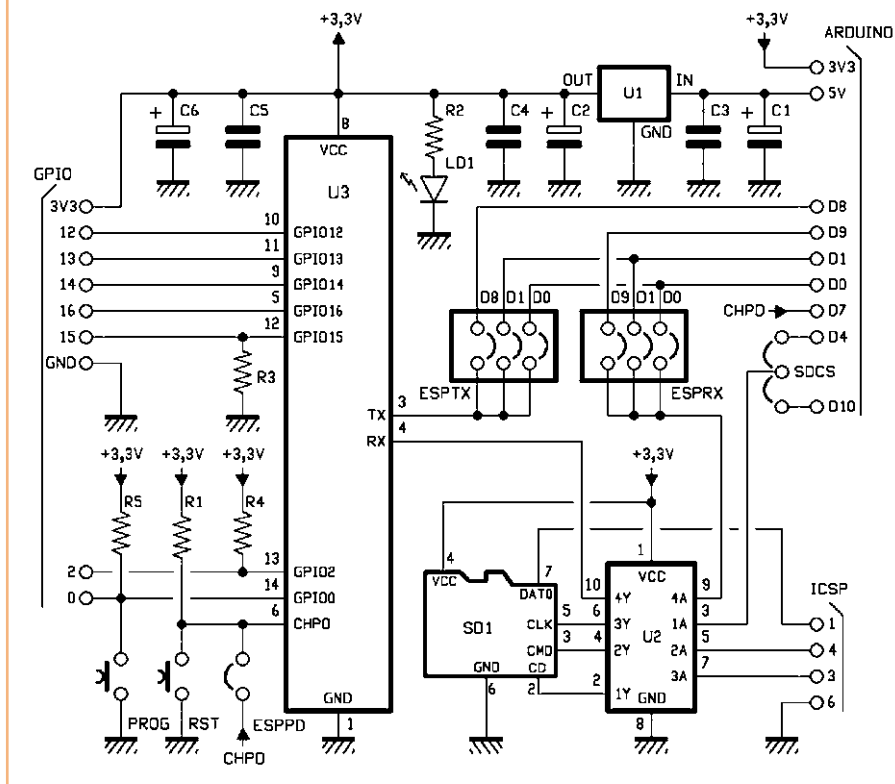 +3,3V +3,3V ARDUINO
3V3
OUT U1 IN 5V
+ C6 C5 R2 C4 + C2 C3 + C1
8 GND
VCC LD1
GPIO U3
3V3 D8
12 10 GPIO12 D9
13 11 GPIO13 D1
14 9 GPIO14 D0
16 5 GPIO16 D8 D1 D0 D9 D1 D0 CHPD D7
15 12 GPIO15 D4
GND R3 SDCS
ESPTX ESPRX
TX 3 D10
RX 4
+3,3V +3,3V +3,3V +3,3V
R5 R1 R4
4 7 1
VCC DAT0 VCC
2 13 GPIO2 10 4Y 4A 9 ICSP
0 14 GPIO0 CLK 5 6 3Y 1A 3 1
6 CHPD SD1 CMD 3 4 2Y U2 2A 5 4
GND CD 3A 7 3
6 2 2 1Y GND 6
GND 8
1
PROG RST ESPPD
CHPD